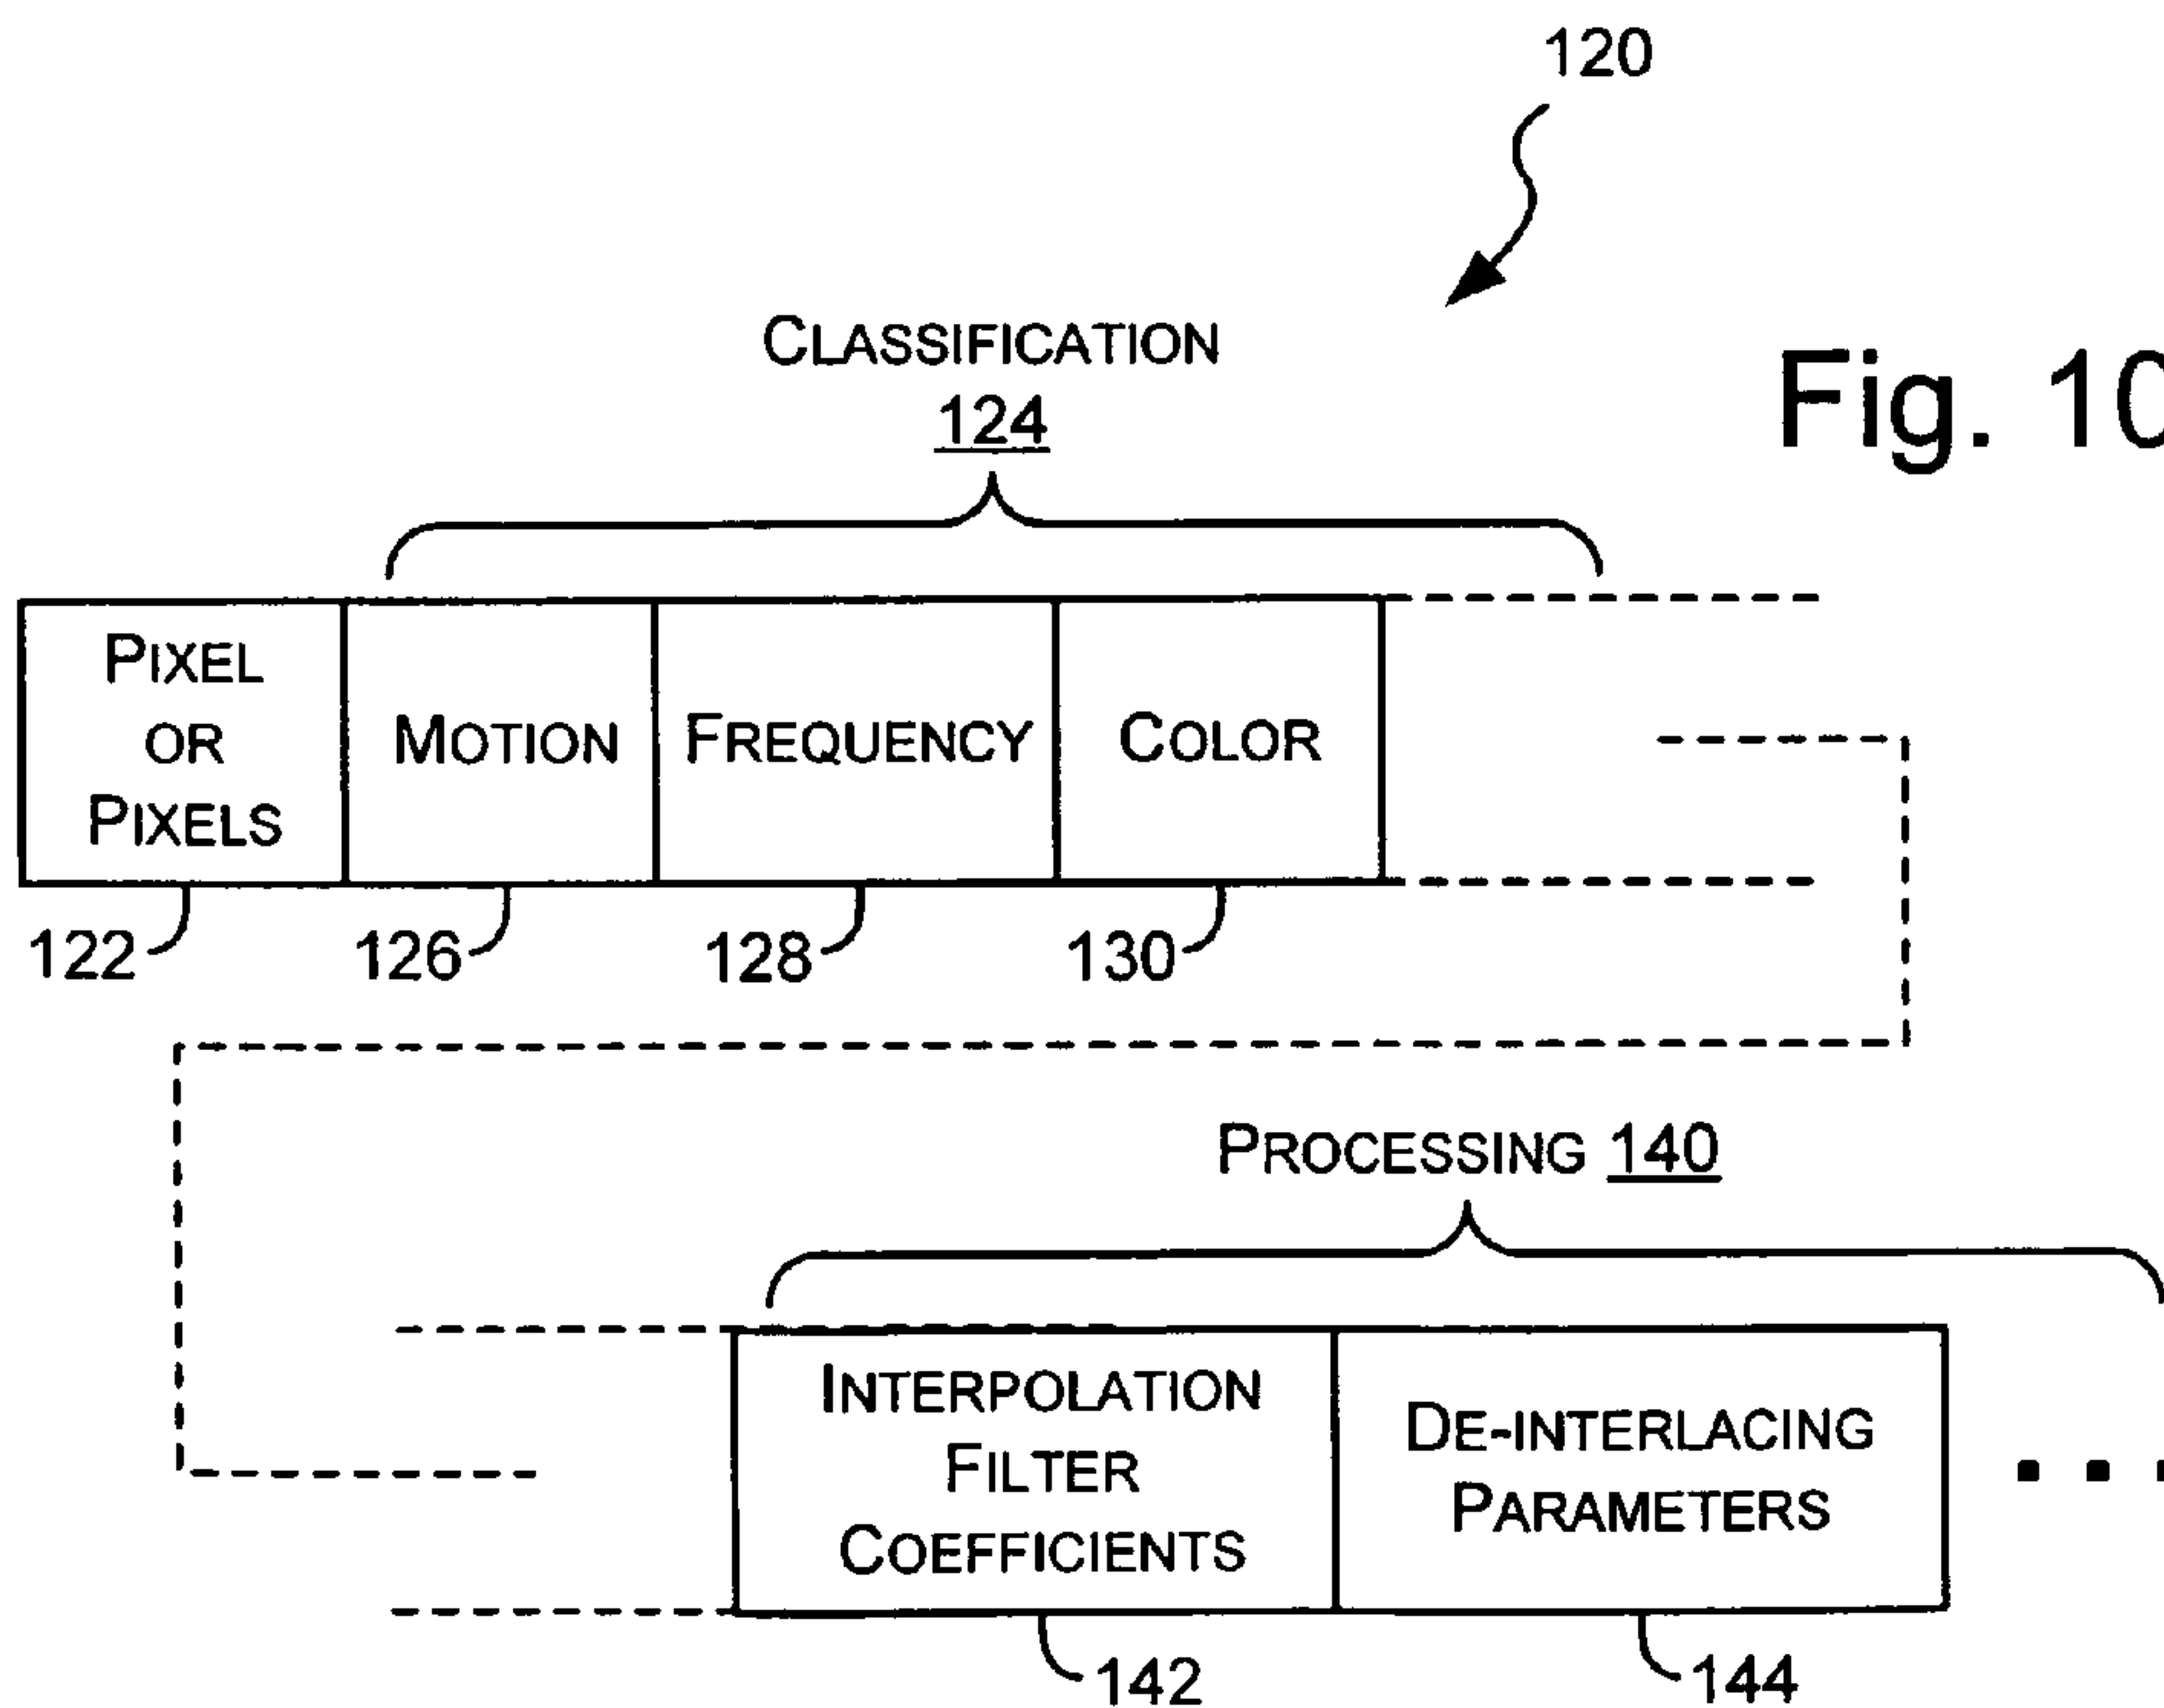 120
CLASSIFICATION
124
Fig. 10
PIXEL
OR
PIXELS
MOTION
FREQUENCY
COLOR
122
126
128
130
PROCESSING 140
INTERPOLATION
FILTER
COEFFICIENTS
DE-INTERLACING
PARAMETERS
142
144